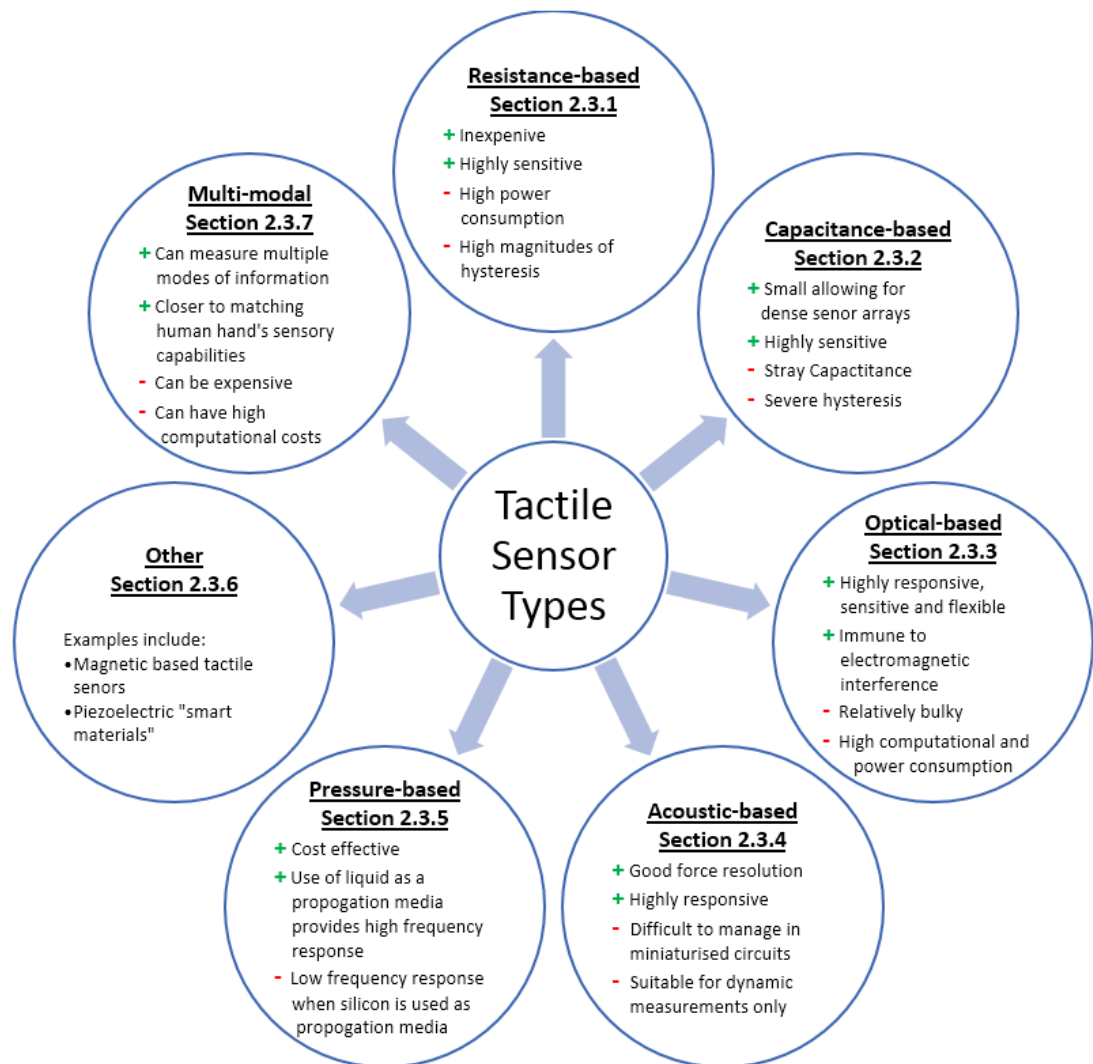 Resistance-based
Section 2.3.1
+ Inexpenive
+ Highly sensitive
- High power
consumption
- High magnitudes of
hysteresis
Capacitance-based
Section 2.3.2
+ Small allowing for
dense senor arrays
+ Highly sensitive
- Stray Capactitance
- Severe hysteresis
Optical-based
Section 2.3.3
+ Highly responsive,
sensitive and flexible
+ Immune to
electromagnetic
interference
- Relatively bulky
- High computational and
power consumption
Acoustic-based
Section 2.3.4
+ Good force resolution
+ Highly responsive
- Difficult to manage in
miniaturised circuits
- Suitable for dynamic
measurements only
Pressure-based
Section 2.3.5
+ Cost effective
+ Use of liquid as a
propogation media
provides high frequency
response
- Low frequency response
when silicon is used as
propogation media
Other
Section 2.3.6
Examples include:
•Magnetic based tactile
senors
•Piezoelectric "smart
materials"
Multi-modal
Section 2.3.7
+ Can measure multiple
modes of information
+ Closer to matching
human hand's sensory
capabilities
- Can be expensive
- Can have high
computational costs
Tactile
Sensor
Types